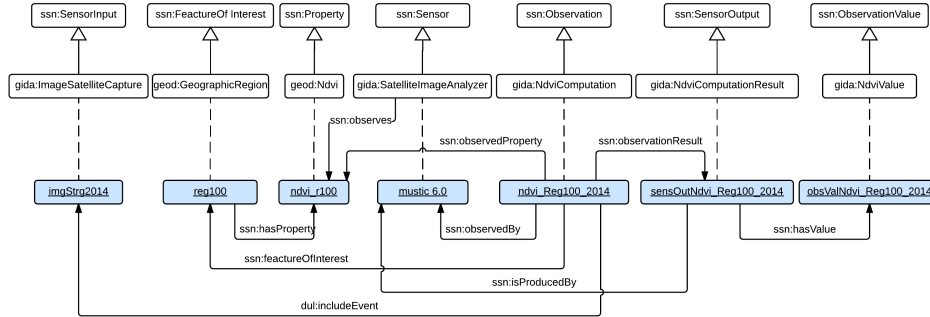 ssn:SensorInput
ssn:FeactureOf Interest
ssn:Property
ssn:Sensor
ssn:Observation
ssn:SensorOutput
ssn:ObservationValue
gida:ImageSatelliteCapture
geod:GeographicRegion
geod:Ndvi
gida:SatelliteImageAnalyzer
gida:NdviComputation
gida:NdviComputationResult
gida:NdviValue
ssn:observes
ssn:observedProperty
ssn:observationResult
imgStrg2014
reg100
ndvi_r100
mustic 6.0
ndvi_Reg100_2014
sensOutNdvi_Reg100_2014
obsValNdvi_Reg100_2014
ssn:hasProperty
ssn:observedBy
ssn:hasValue
ssn:feactureOfInterest
ssn:isProducedBy
dul:includeEvent